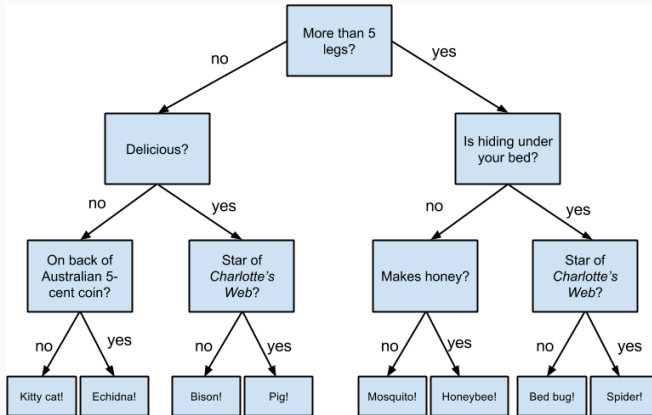 More than 5
legs?
no
yes
Delicious?
Is hiding under
your bed?
no
yes
no
yes
On back of
Australian 5-
cent coin?
Star of
Charlotte's
Web?
Makes honey?
Star of
Charlotte's
Web?
no
yes
no
yes
no
yes
no
yes
Kitty cat!
Echidna!
Bison!
Pig!
Mosquito!
Honeybee!
Bed bug!
Spider!